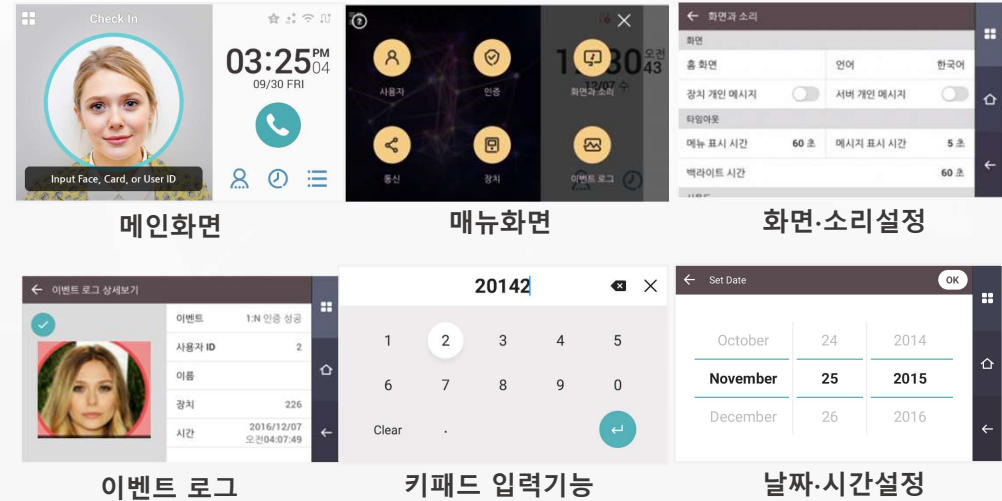 Check In
03:25 PM 04
09/30 FRI
Input Face, Card, or User ID
메인화면
사용자
인증
화면과 소리
통신
장치
이벤트 로그
오전
43
12/07 수
매뉴화면
화면과 소리
화면
홈 화면
언어 한국어
장치 개인 메시지
서버 개인 메시지
타임아웃
메뉴 표시 시간 60 초
메시지 표시 시간 5 초
백라이트 시간 60 초
화면·소리설정
이벤트 로그 상세보기
이벤트 1:N 인증 성공
사용자 ID 2
이름
장치 226
시간 2016/12/07
오전04:07:49
이벤트 로그
20142
1 2 3 4 5
6 7 8 9 0
Clear .
키패드 입력기능
Set Date OK
October 24 2014
November 25 2015
December 26 2016
날짜·시간설정